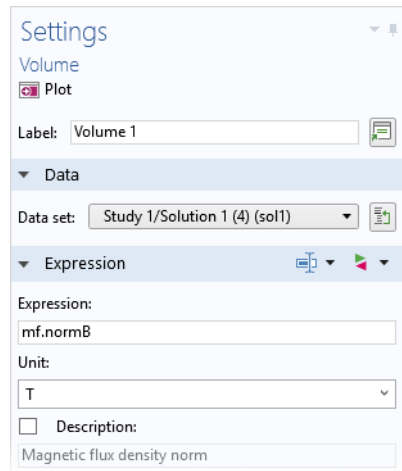 Settings
Volume
Plot
Label: Volume 1
Data
Data set: Study 1/Solution 1 (4) (sol1)
Expression
Expression:
mf.normB
Unit:
T
Description:
Magnetic flux density norm